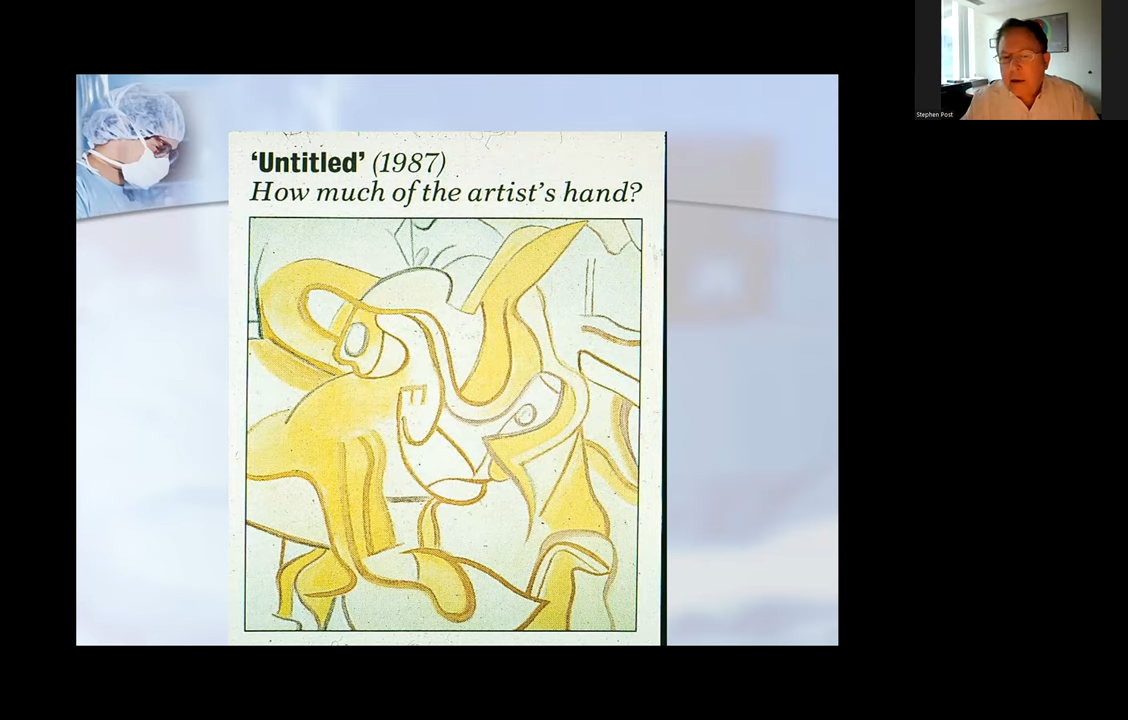 ‘Untitled’ (1987)
How much of the artist’s hand?
Stephen Post